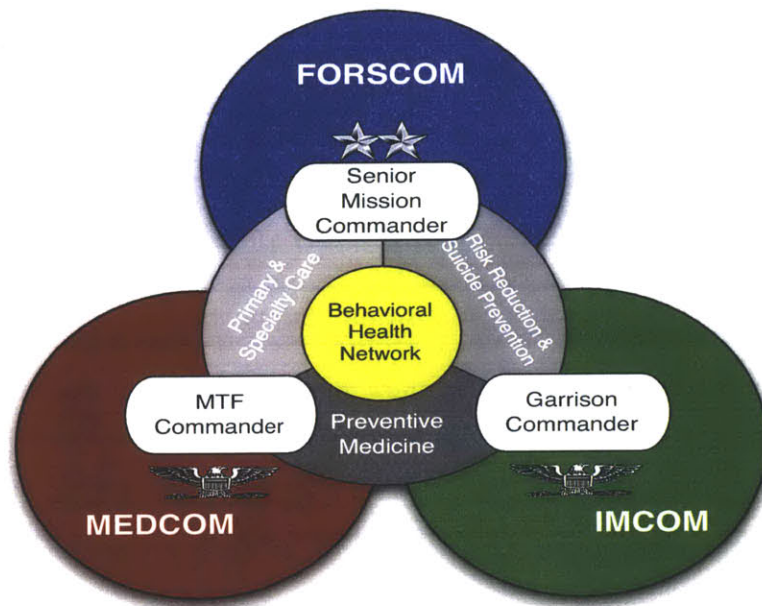 FORSCOM
Senior
Mission
Commander
Primary &
Specialty Care
Risk Reduction &
Suicide Prevention
Behavioral
Health
Network
MTF
Commander
Preventive
Medicine
Garrison
Commander
MEDCOM
IMCOM